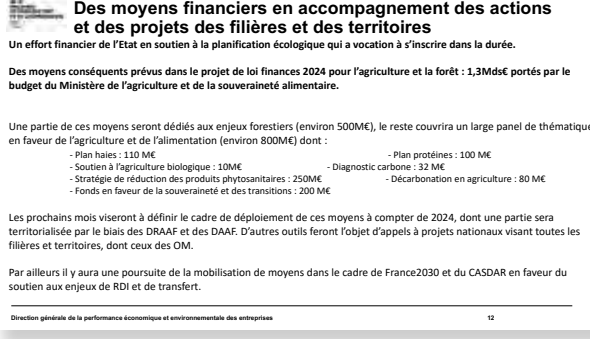 Des moyens financiers en accompagnement des actions
et des projets des filières et des territoires
Un effort financier de l'Etat en soutien à la planification écologique qui a vocation à s'inscrire dans la durée.
Des moyens conséquents prévus dans le projet de loi finances 2024 pour l'agriculture et la forêt : 1,3Mds€ portés par le
budget du Ministère de l'agriculture et de la souveraineté alimentaire.
Une partie de ces moyens seront dédiés aux enjeux forestiers (environ 500M€), le reste couvrira un large panel de thématique
en faveur de l'agriculture et de l'alimentation (environ 800M€) dont :
- Plan haies : 110 M€ - Plan protéines : 100 M€
- Soutien à l'agriculture biologique : 10M€ - Diagnostic carbone : 32 M€
- Stratégie de réduction des produits phytosanitaires : 250M€ - Décarbonation en agriculture : 80 M€
- Fonds en faveur de la souveraineté et des transitions : 200 M€
Les prochains mois viseront à définir le cadre de déploiement de ces moyens à compter de 2024, dont une partie sera
territorialisée par le biais des DRAAF et des DAAF. D'autres outils feront l'objet d'appels à projets nationaux visant toutes les
filières et territoires, dont ceux des OM.
Par ailleurs il y aura une poursuite de la mobilisation de moyens dans le cadre de France2030 et du CASDAR en faveur du
soutien aux enjeux de RDI et de transfert.
Direction générale de la performance économique et environnementale des entreprises 12